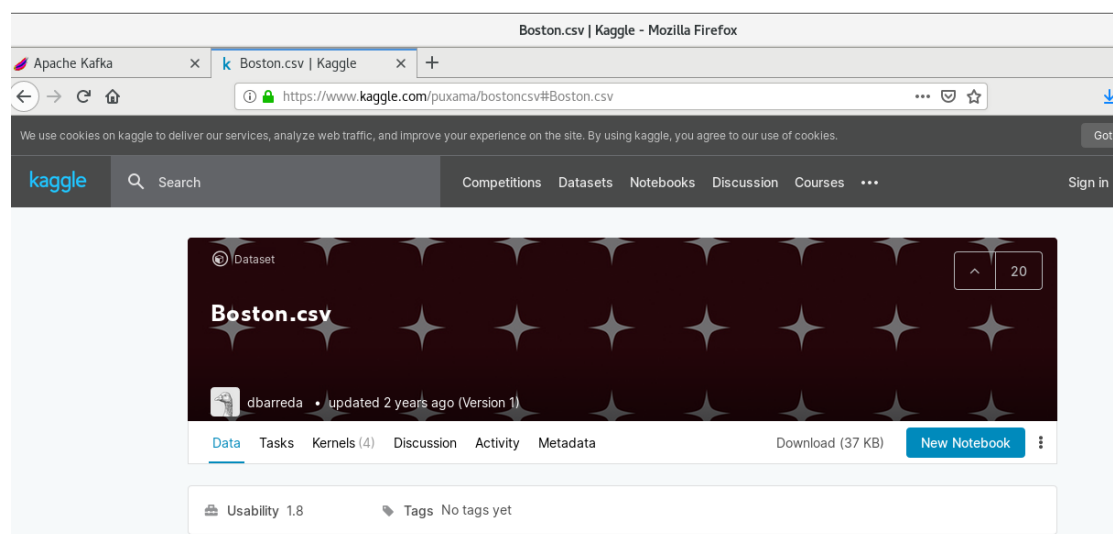 Boston.csv | Kaggle - Mozilla Firefox
Apache Kafka × k Boston.csv | Kaggle × +
https://www.kaggle.com/puxama/bostoncsv#Boston.csv
We use cookies on kaggle to deliver our services, analyze web traffic, and improve your experience on the site. By using kaggle, you agree to our use of cookies. Got
kaggle Search Competitions Datasets Notebooks Discussion Courses ••• Sign in
Dataset
20
Boston.csv
dbarreda • updated 2 years ago (Version 1)
Data Tasks Kernels (4) Discussion Activity Metadata Download (37 KB) New Notebook
Usability 1.8 Tags No tags yet